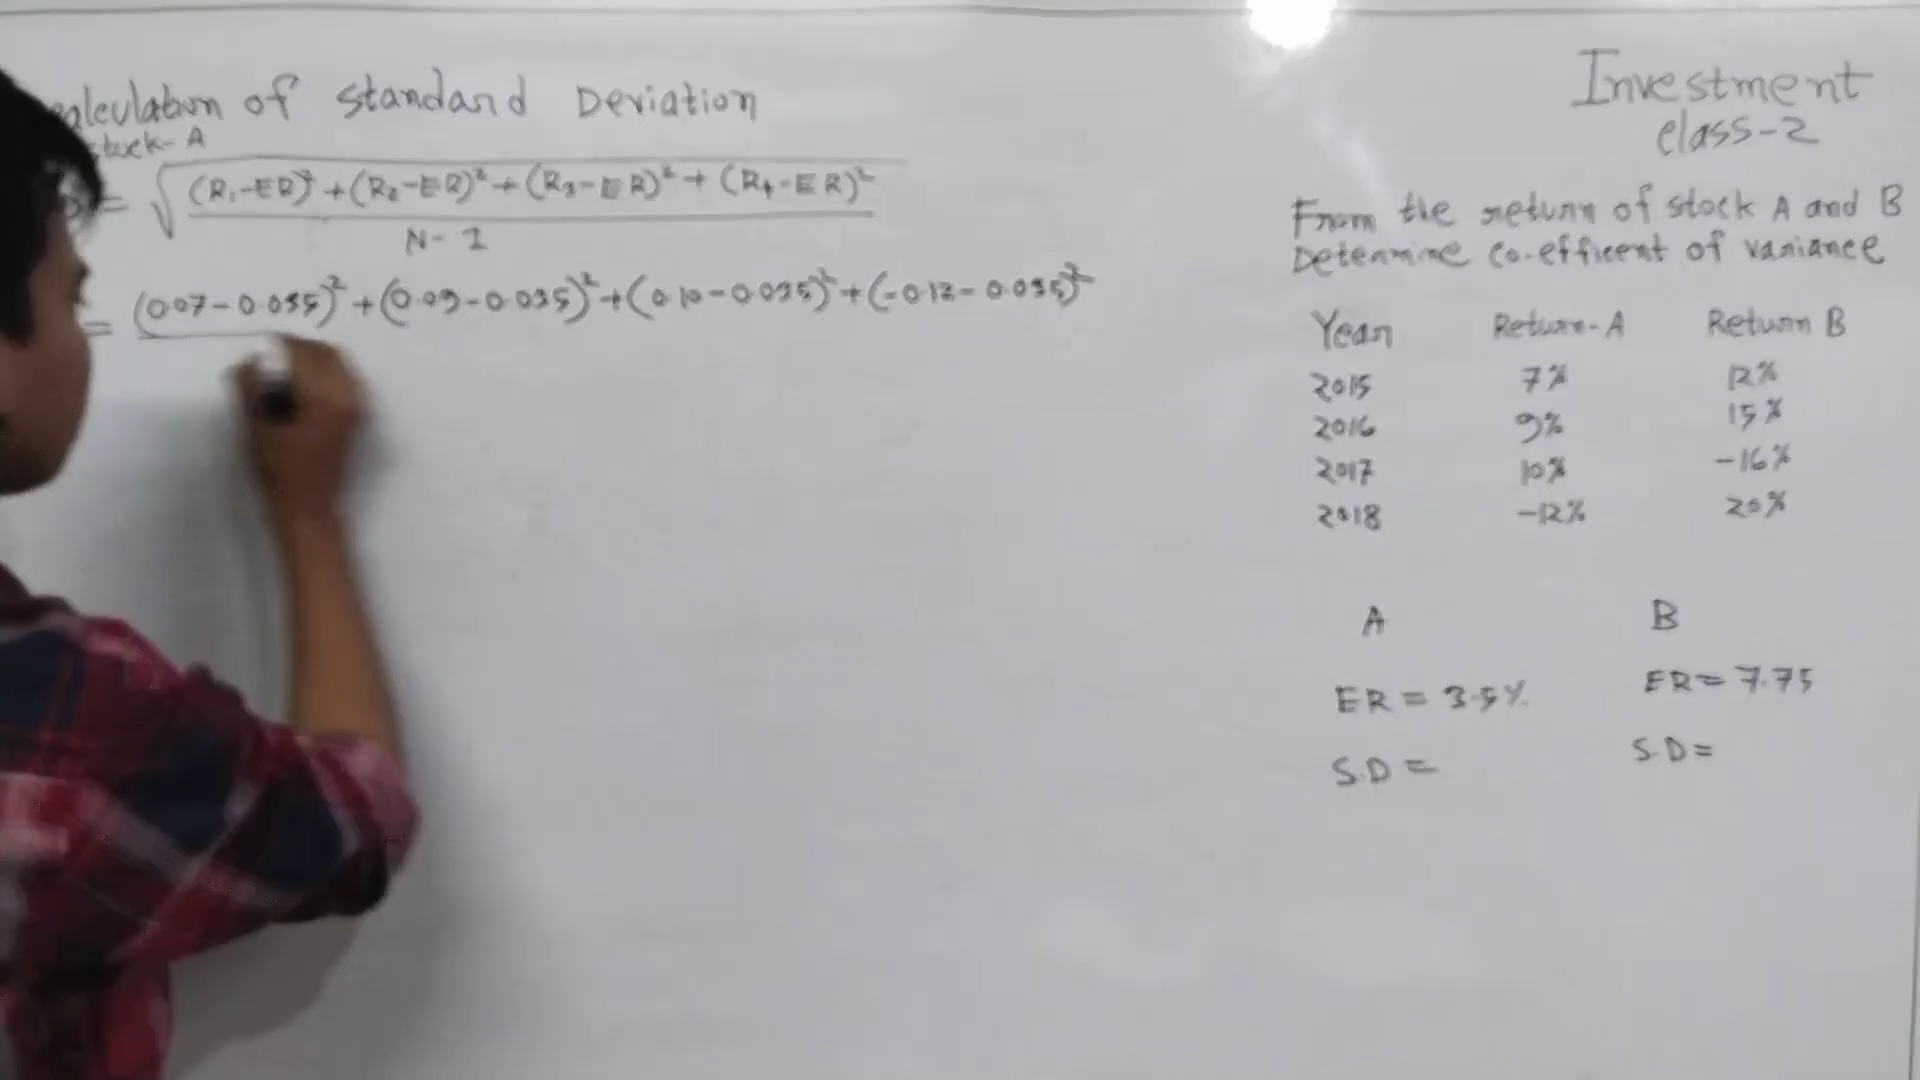 calculation of standard Deviation
stock-A
= √(R₁-ER)²+(R₂-ER)²+(R₃-ER)²+(R₄-ER)²
N-1
= (0.07-0.035)²+(0.09-0.035)²+(0.10-0.035)²+(-0.12-0.035)²
Investment
class-2
From the return of stock A and B
Determine co-efficent of variance
Year Return-A Return B
2015 7% 12%
2016 9% 15%
2017 10% -16%
2018 -12% 20%
A B
ER = 3.5% ER = 7.75
S.D = S.D =